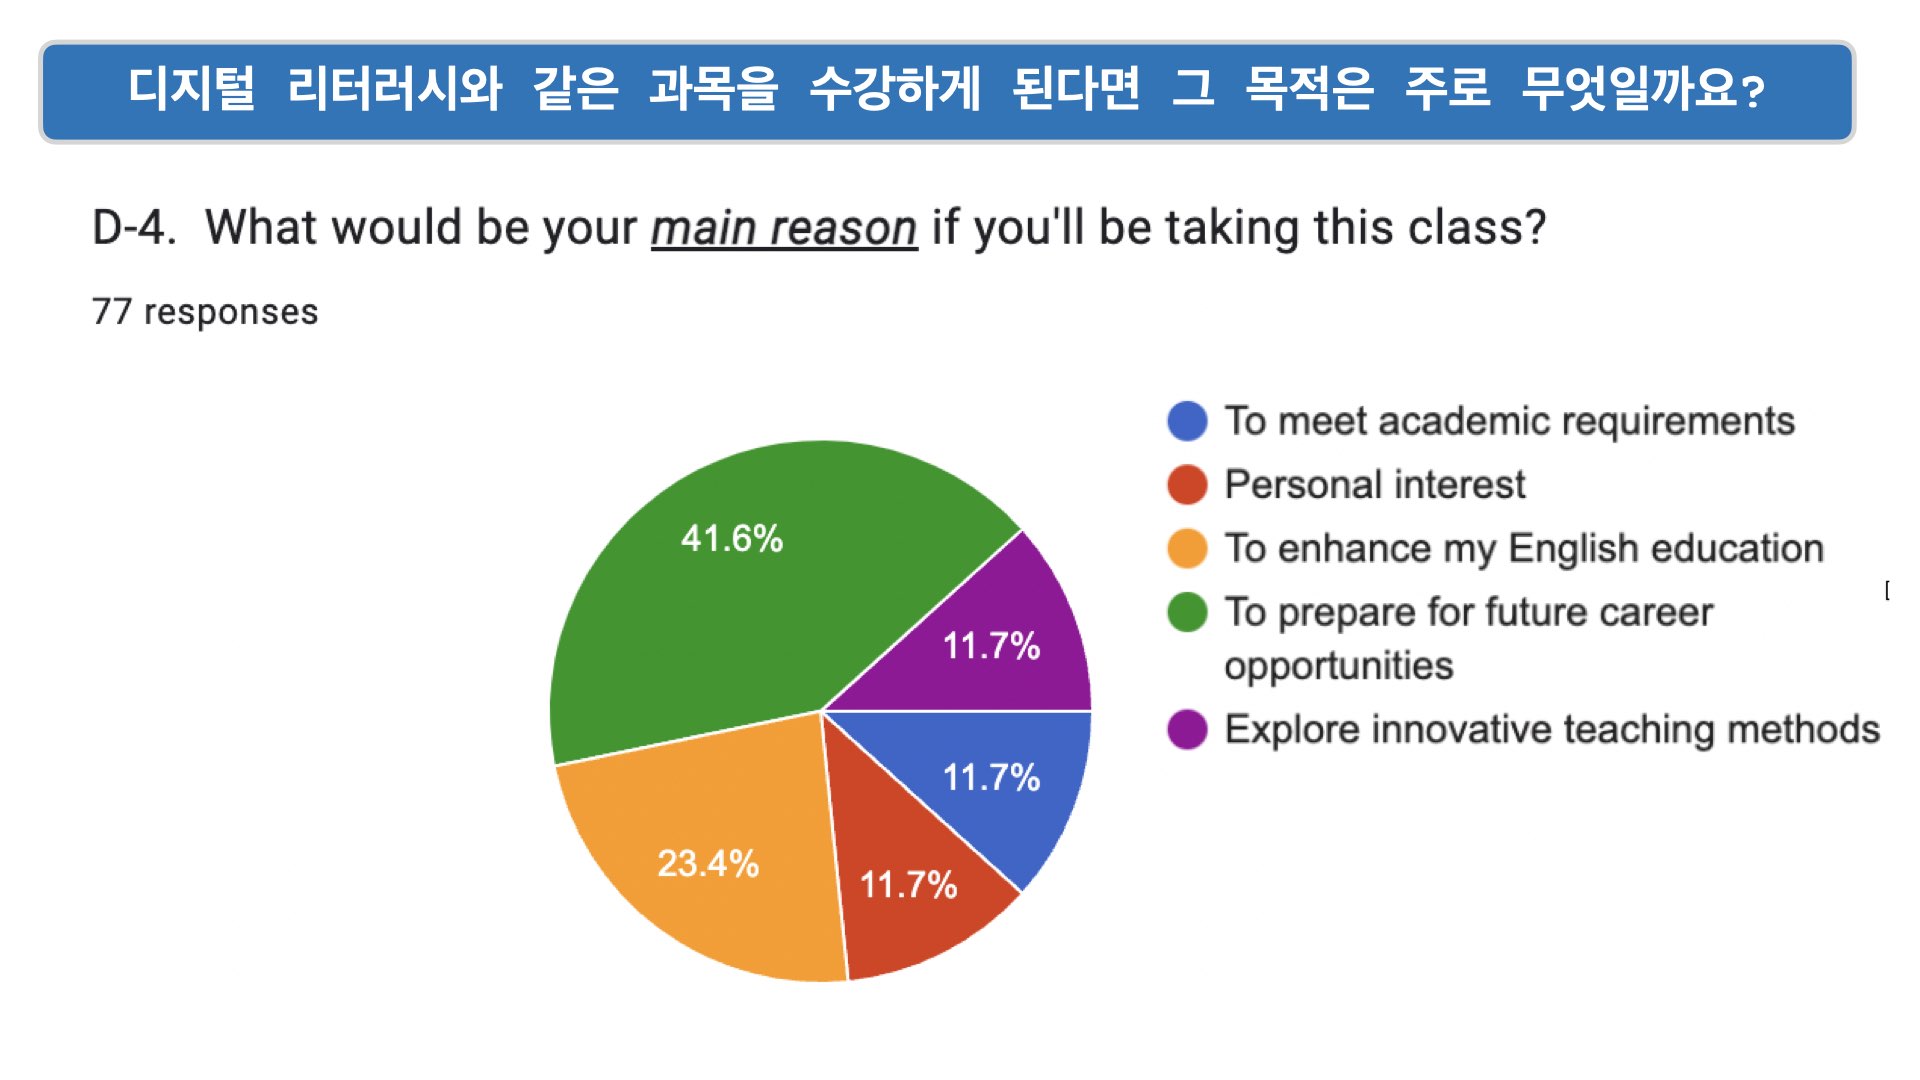 디지털 리터러시와 같은 과목을 수강하게 된다면 그 목적은 주로 무엇일까요?
D-4. What would be your main reason if you'll be taking this class?
77 responses
41.6%
11.7%
11.7%
11.7%
23.4%
To meet academic requirements
Personal interest
To enhance my English education
To prepare for future career
opportunities
Explore innovative teaching methods